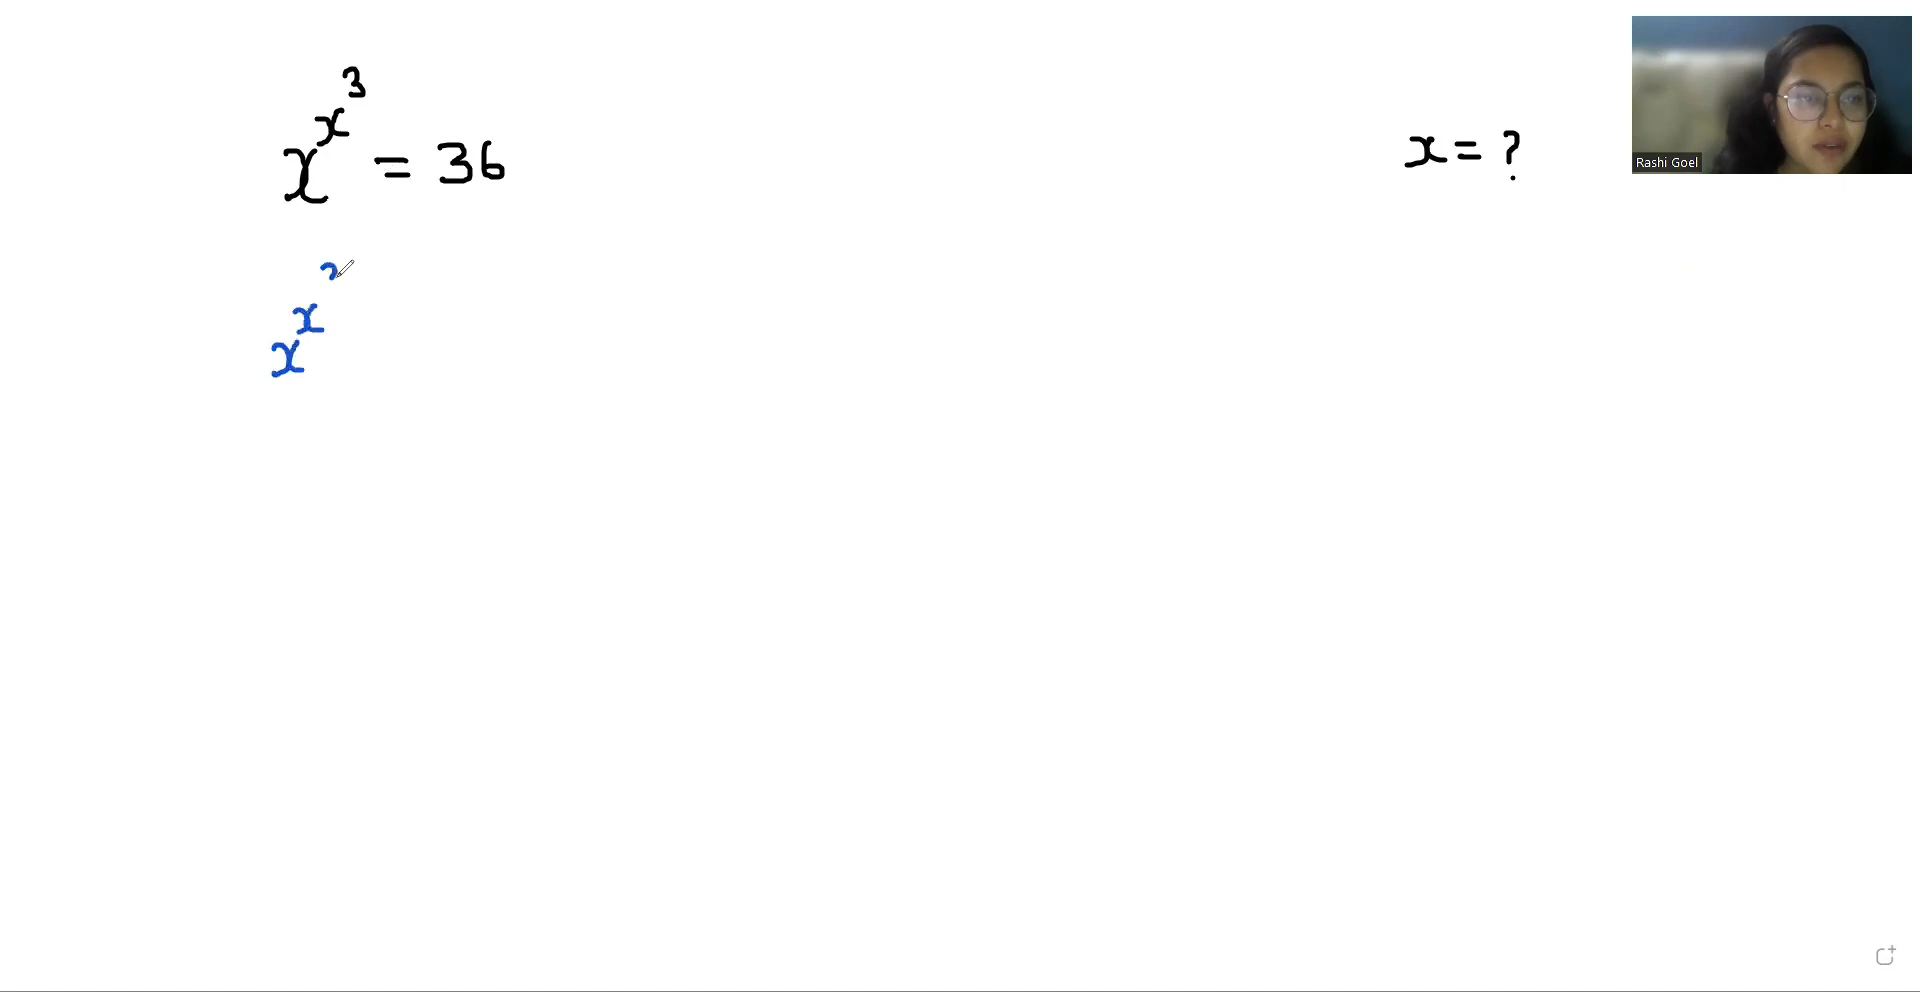 x^{x^3} = 36
x = ?
Rashi Goel
x^x